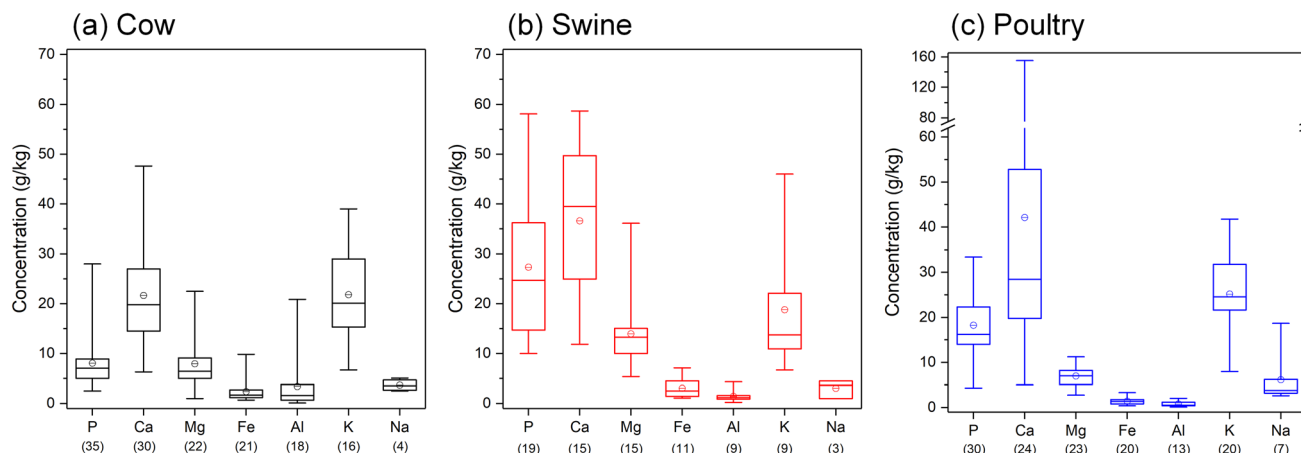 (a) Cow
Concentration (g/kg)
70
60
50
40
30
20
10
0
P Ca Mg Fe Al K Na
(35) (30) (22) (21) (18) (16) (4)
(b) Swine
Concentration (g/kg)
70
60
50
40
30
20
10
0
P Ca Mg Fe Al K Na
(19) (15) (15) (11) (9) (9) (3)
(c) Poultry
Concentration (g/kg)
160
120
80
60
50
40
30
20
10
0
P Ca Mg Fe Al K Na
(30) (24) (23) (20) (13) (20) (7)